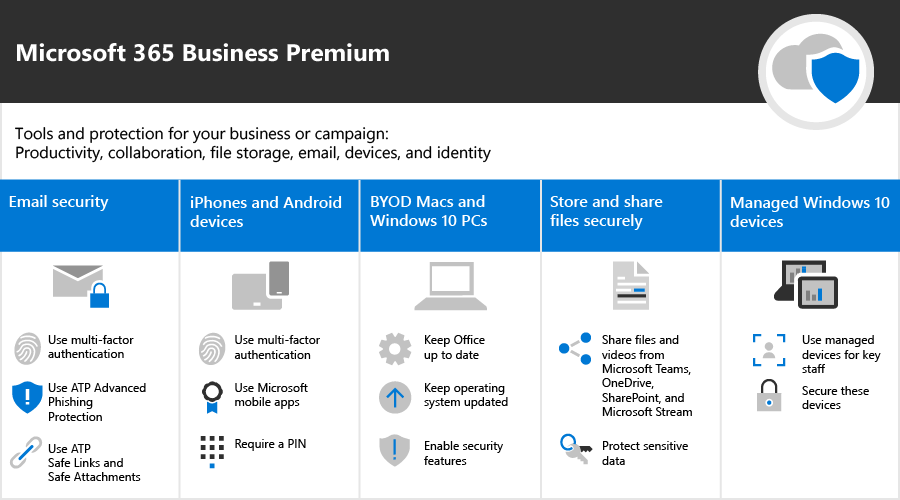 Microsoft 365 Business Premium
Tools and protection for your business or campaign:
Productivity, collaboration, file storage, email, devices, and identity
Email security
Use multi-factor
authentication
Use ATP Advanced
Phishing
Protection
Use ATP
Safe Links and
Safe Attachments
iPhones and Android
devices
Use multi-factor
authentication
Use Microsoft
mobile apps
Require a PIN
BYOD Macs and
Windows 10 PCs
Keep Office
up to date
Keep operating
system updated
Enable security
features
Store and share
files securely
Share files and
videos from
Microsoft Teams,
OneDrive,
SharePoint, and
Microsoft Stream
Protect sensitive
data
Managed Windows 10
devices
Use managed
devices for key
staff
Secure these
devices